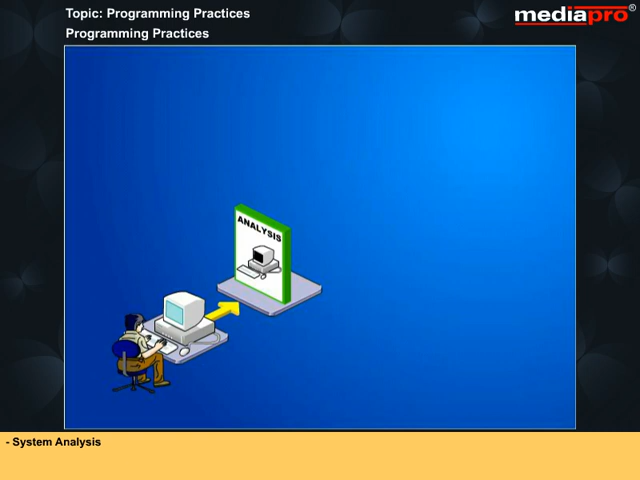 Topic: Programming Practices
mediapro®
Programming Practices
ANALYSIS
- System Analysis